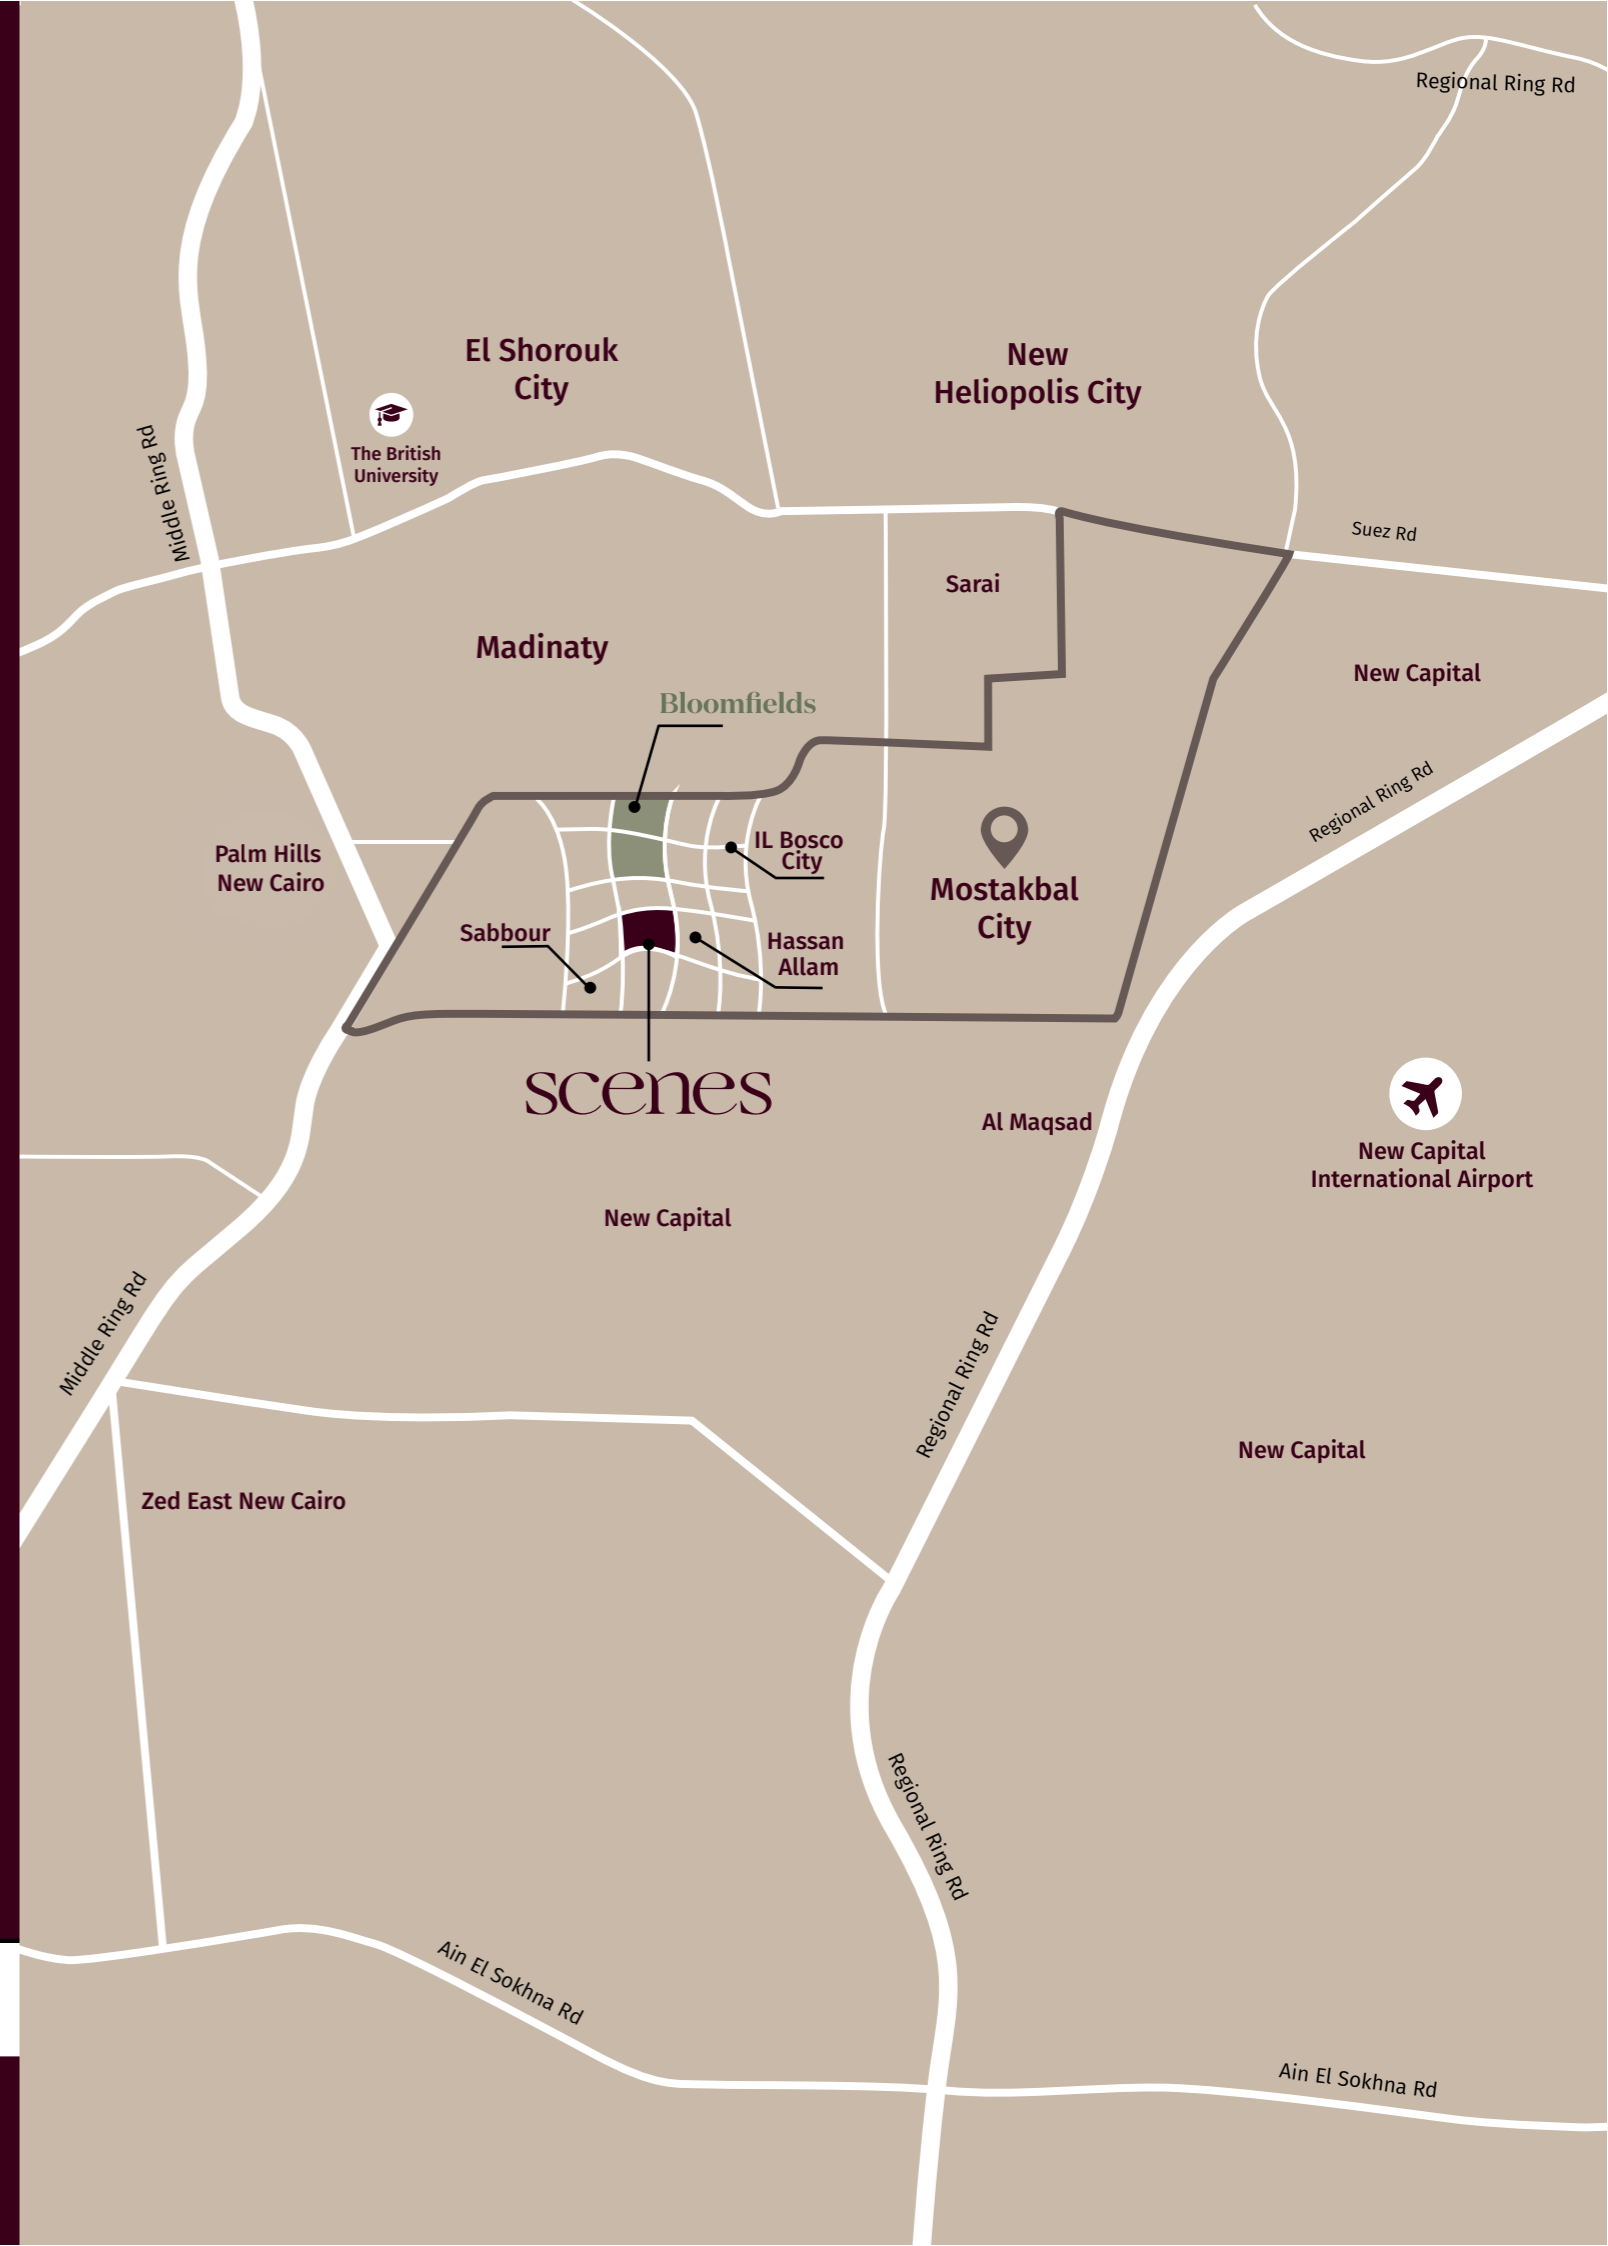 Regional Ring Rd
El Shorouk
City
New
Heliopolis City
The British
University
Middle Ring Rd
Suez Rd
Sarai
Madinaty
New Capital
Bloomfields
Regional Ring Rd
IL Bosco
City
Palm Hills
New Cairo
Mostakbal
City
Sabbour
Hassan
Allam
scenes
Al Maqsad
New Capital
International Airport
New Capital
Middle Ring Rd
Regional Ring Rd
New Capital
Zed East New Cairo
Regional Ring Rd
Ain El Sokhna Rd
Ain El Sokhna Rd